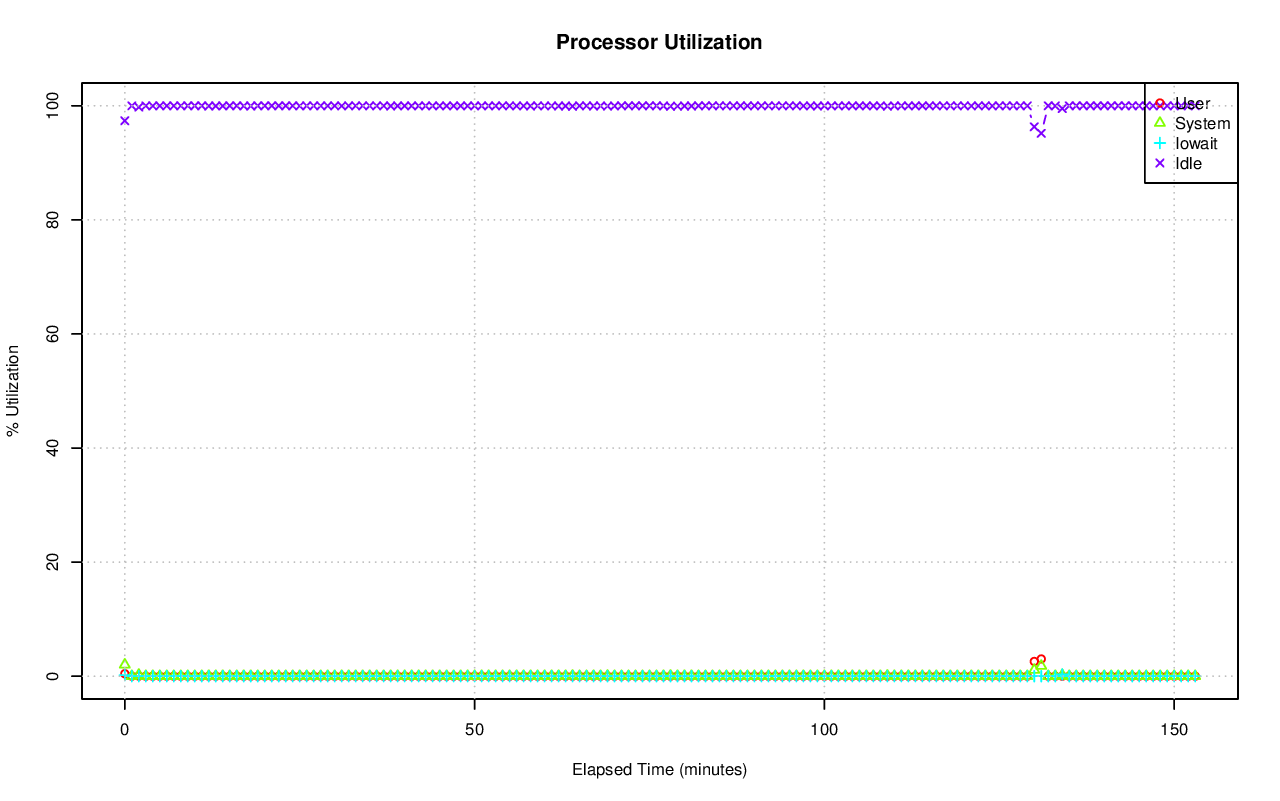 Processor Utilization
% Utilization
100
80
60
40
20
0
User
System
Iowait
Idle
0
50
100
150
Elapsed Time (minutes)